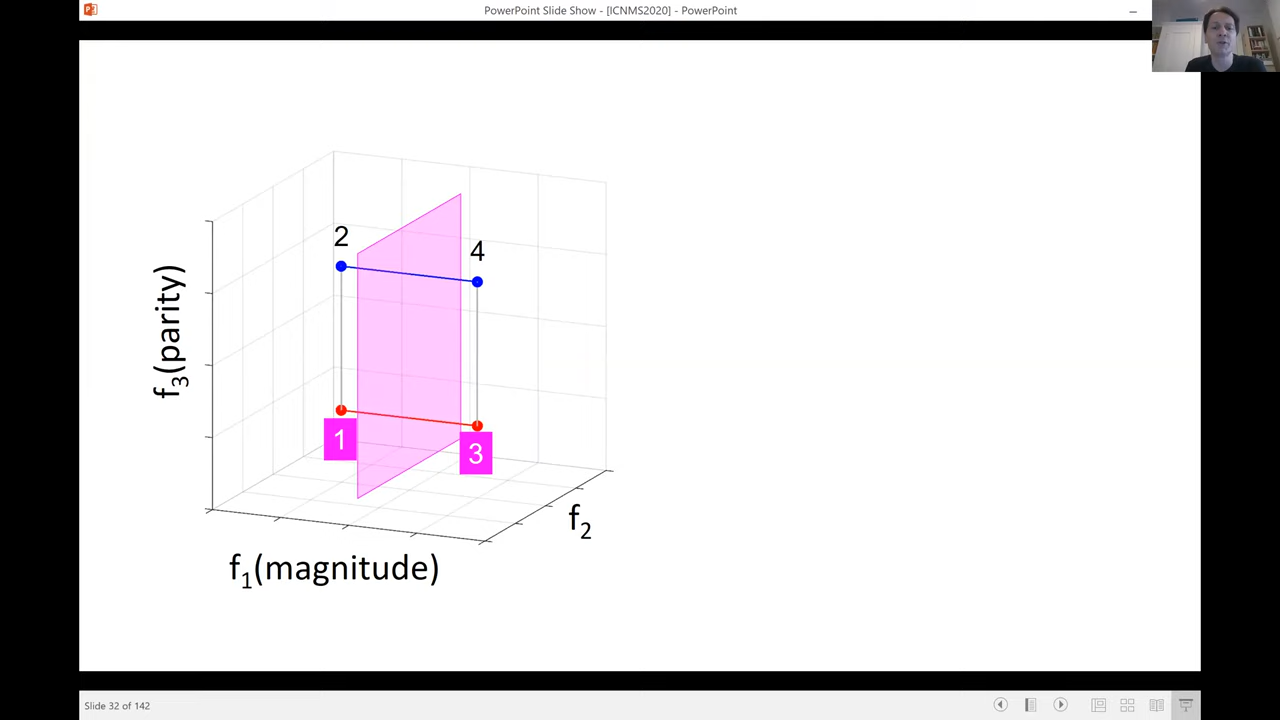 PowerPoint Slide Show - [ICNMS2020] - PowerPoint
2
4
f3(parity)
1
3
f2
f1(magnitude)
Slide 32 of 142